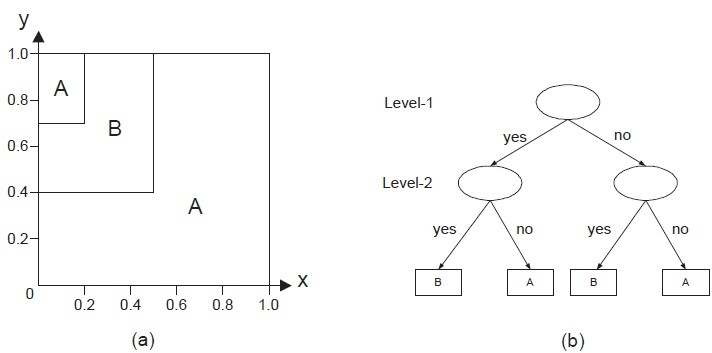 y
1.0
0.8
0.6
0.4
0.2
0
A
B
A
0.2 0.4 0.6 0.8 1.0
x
(a)
Level-1
yes no
Level-2
yes no yes no
B A B A
(b)